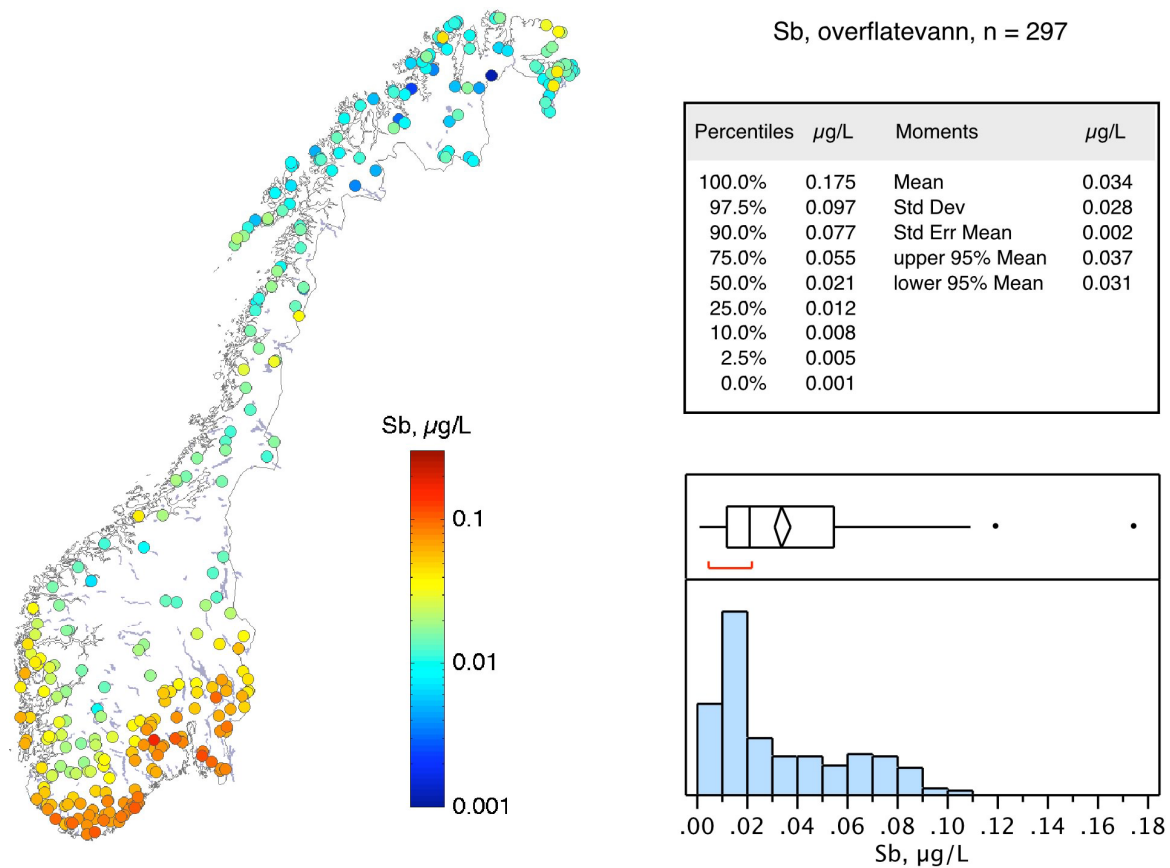 Sb, overflatevann, n = 297
Percentiles µg/L Moments µg/L
100.0% 0.175 Mean 0.034
97.5% 0.097 Std Dev 0.028
90.0% 0.077 Std Err Mean 0.002
75.0% 0.055 upper 95% Mean 0.037
50.0% 0.021 lower 95% Mean 0.031
25.0% 0.012
10.0% 0.008
2.5% 0.005
0.0% 0.001
Sb, µg/L
0.1
0.01
0.001
.00 .02 .04 .06 .08 .10 .12 .14 .16 .18
Sb, µg/L